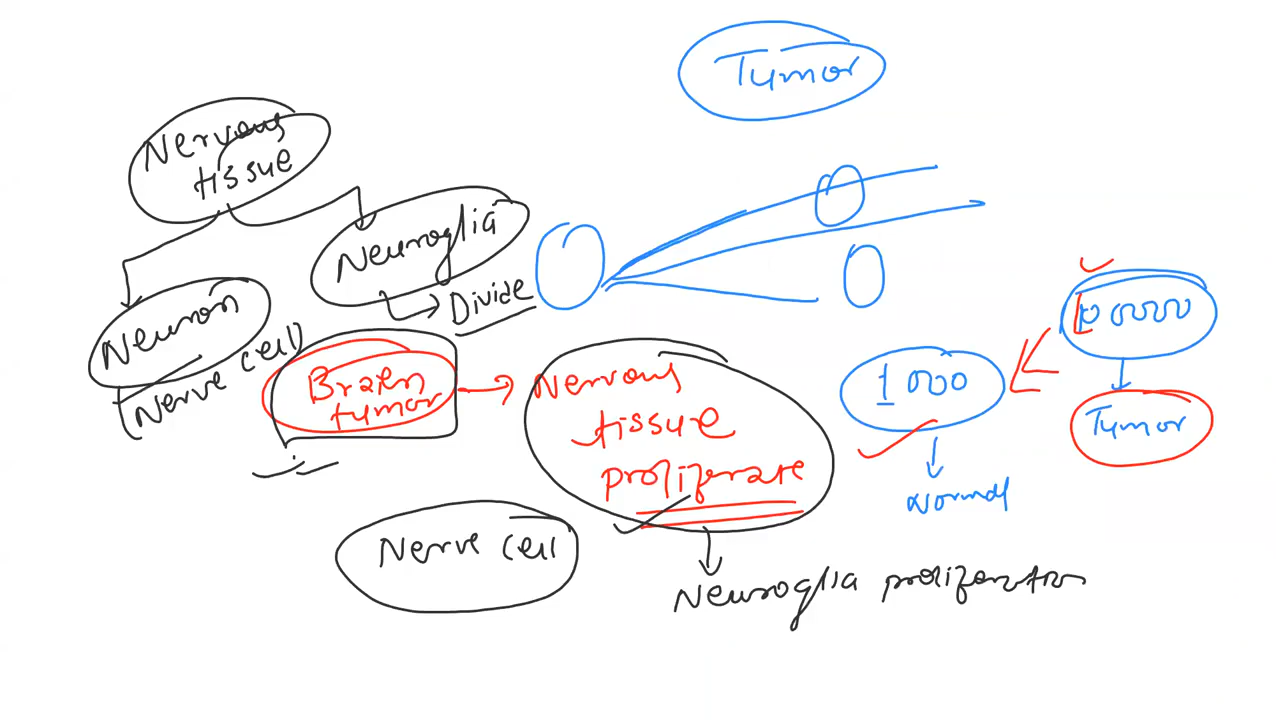 Tumor
Nervous
tissue
Neuroglia
Divide
Neuron
(Nerve cell)
Brain
tumor
Nervous
tissue
proliferate
1000
Normal
Tumor
Nerve cell
Neuroglia proliferation